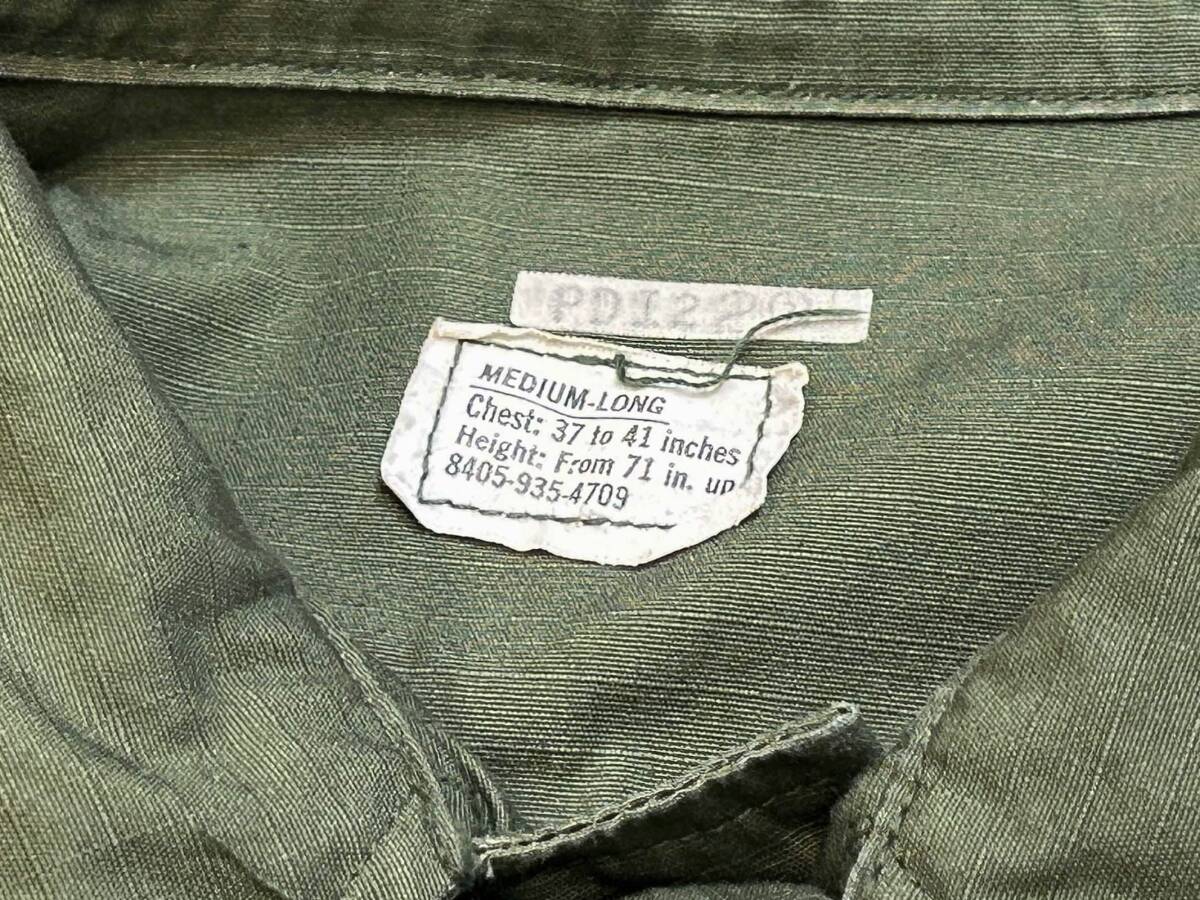 MEDIUM-LONG
Chest: 37 to 41 inches
Height: From 71 in. up
8405-935-4709